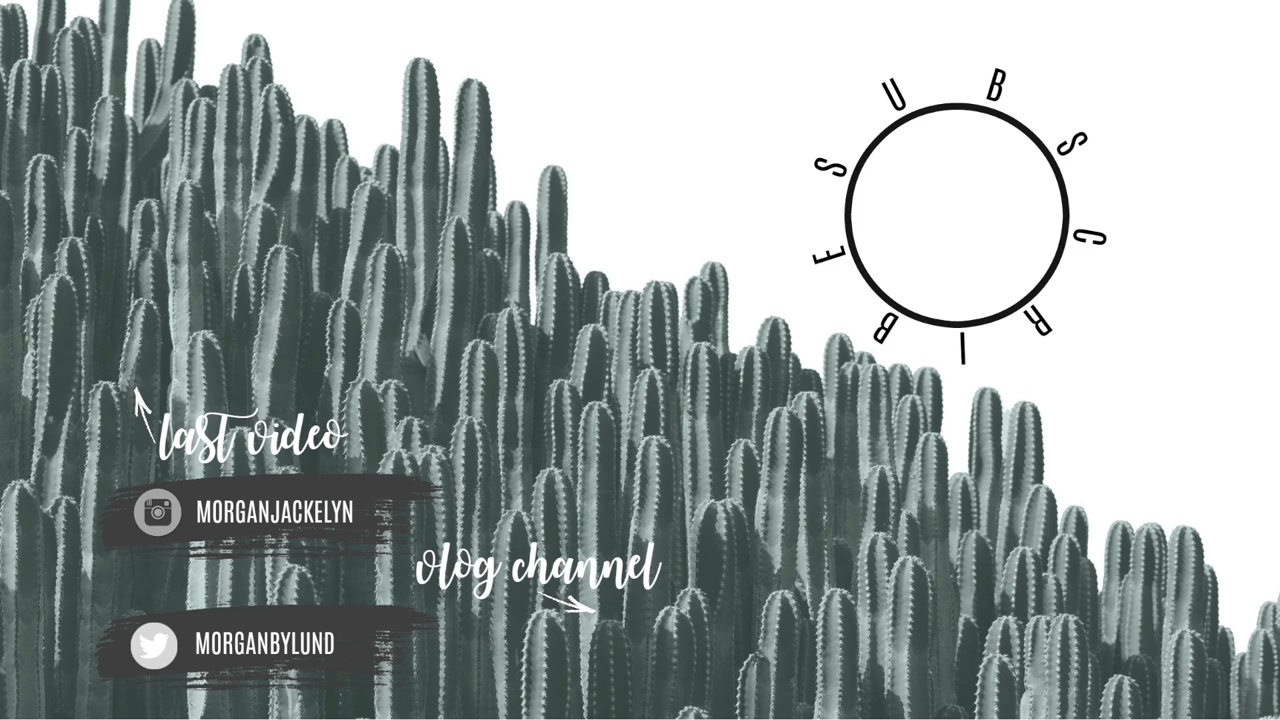 SUBSCRIBE
last video
MORGANJACKELYN
vlog channel
MORGANBYLUND